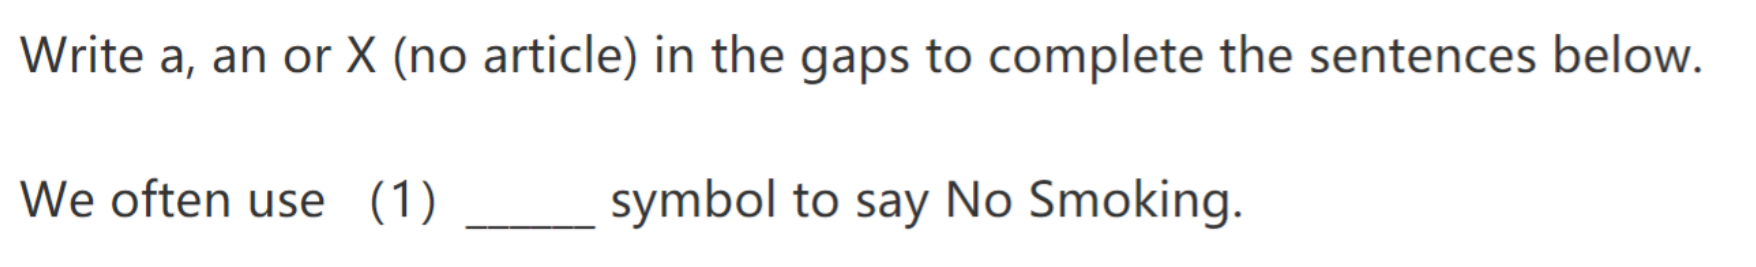 Write a, an or X (no article) in the gaps to complete the sentences below.
We often use （1）______ symbol to say No Smoking.